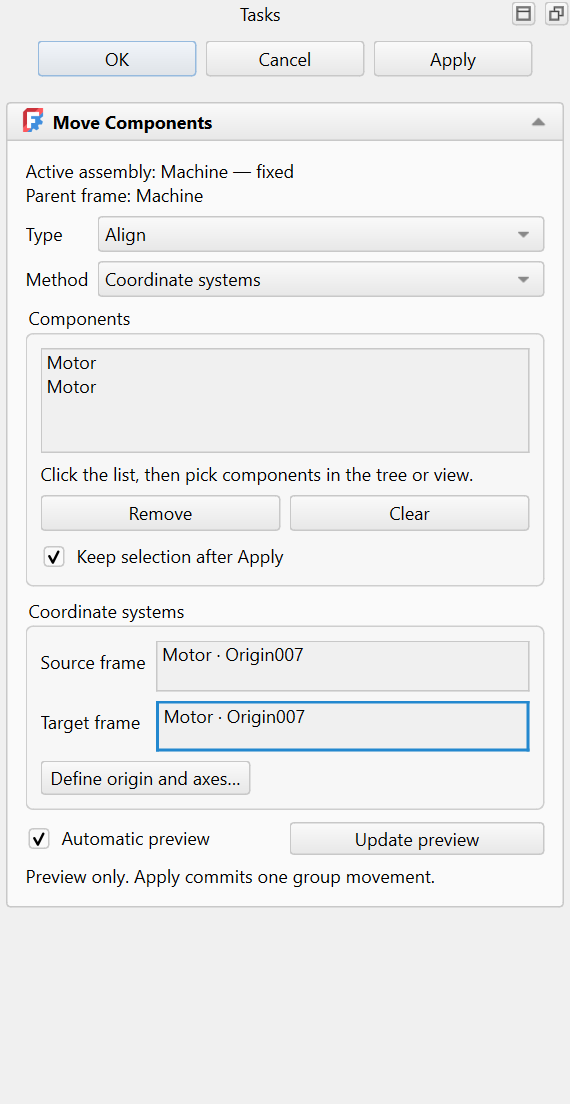 Tasks
OK
Cancel
Apply
Move Components
Active assembly: Machine — fixed
Parent frame: Machine
Type
Align
Method
Coordinate systems
Components
Motor
Motor
Click the list, then pick components in the tree or view.
Remove
Clear
Keep selection after Apply
Coordinate systems
Source frame
Motor · Origin007
Target frame
Motor · Origin007
Define origin and axes...
Automatic preview
Update preview
Preview only. Apply commits one group movement.